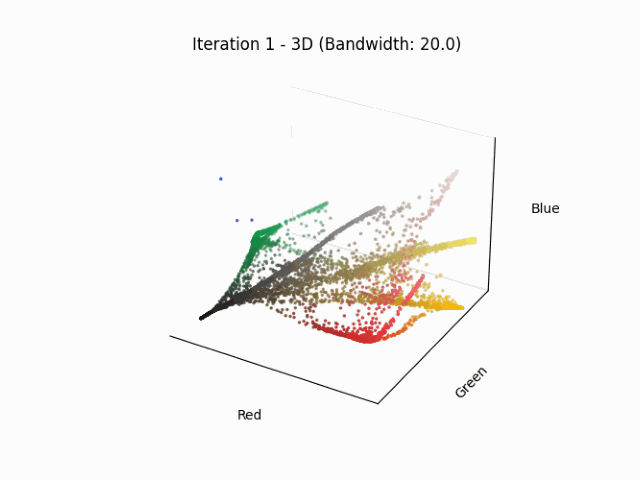 Iteration 1 - 3D (Bandwidth: 20.0)
Blue
Green
Red